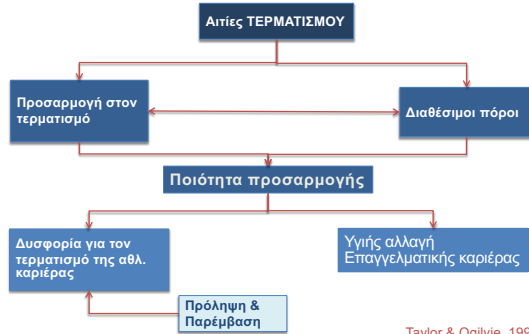 Αιτίες ΤΕΡΜΑΤΙΣΜΟΥ
Προσαρμογή στον
τερματισμό
Διαθέσιμοι πόροι
Ποιότητα προσαρμογής
Δυσφορία για τον
τερματισμό της αθλ.
καριέρας
Υγιής αλλαγή
Επαγγελματικής καριέρας
Πρόληψη &
Παρέμβαση
Taylor & Ogilvie, 199